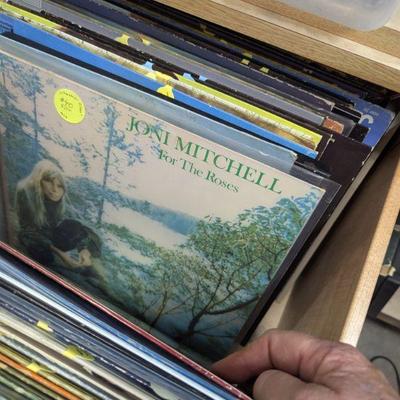 JONI MITCHELL
For The Roses